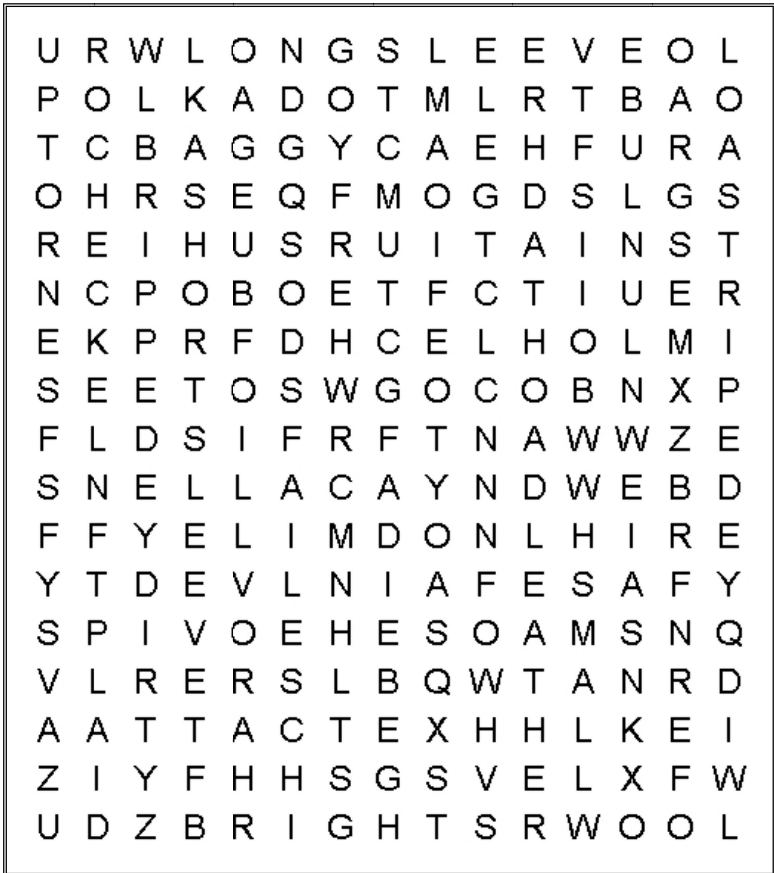 U R W L O N G S L E E V E O L
P O L K A D O T M L R T B A O
T C B A G G Y C A E H F U R A
O H R S E Q F M O G D S L G S
R E I H U S R U I T A I N S T
N C P O B O E T F C T I U E R
E K P R F D H C E L H O L M I
S E E T O S W G O C O B N X P
F L D S I F R F T N A W W Z E
S N E L L A C A Y N D W E B D
F F Y E L I M D O N L H I R E
Y T D E V L N I A F E S A F Y
S P I V O E H E S O A M S N Q
V L R E R S L B Q W T A N R D
A A T T A C T E X H H L K E I
Z I Y F H H S G S V E L X F W
U D Z B R I G H T S R W O O L